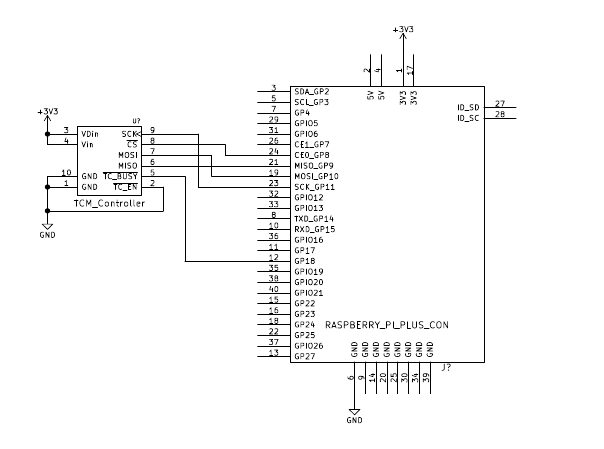 +3V3
2
4
1
17
5V
5V
3V3
3V3
3 SDA_GP2
5 SCL_GP3
7 GP4
29 GPIO5
31 GPIO6
26 CE1_GP7
24 CE0_GP8
21 MISO_GP9
19 MOSI_GP10
23 SCK_GP11
32 GPIO12
33 GPIO13
8 TXD_GP14
10 RXD_GP15
36 GPIO16
11 GP17
12 GP18
35 GPIO19
38 GPIO20
40 GPIO21
15 GP22
16 GP23
18 GP24
22 GP25
37 GPIO26
13 GP27
ID_SD 27
ID_SC 28
RASPBERRY_PI_PLUS_CON
GND GND GND GND GND GND GND GND
6 9 14 20 25 30 34 39
J?
GND
+3V3
U?
3 VDin SCK 9
4 Vin CS 8
MOSI 7
MISO 6
10 GND TC_BUSY 5
1 GND TC_EN 2
TCM_Controller
GND